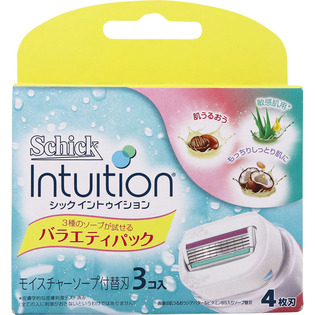 肌うるおう
敏感肌用*
もっちりしっとり肌に
Schick
Intuition
シック イントゥイション
3種のソープが試せる
バラエティパック
モイスチャーソープ付替刃3コ入
4枚刃